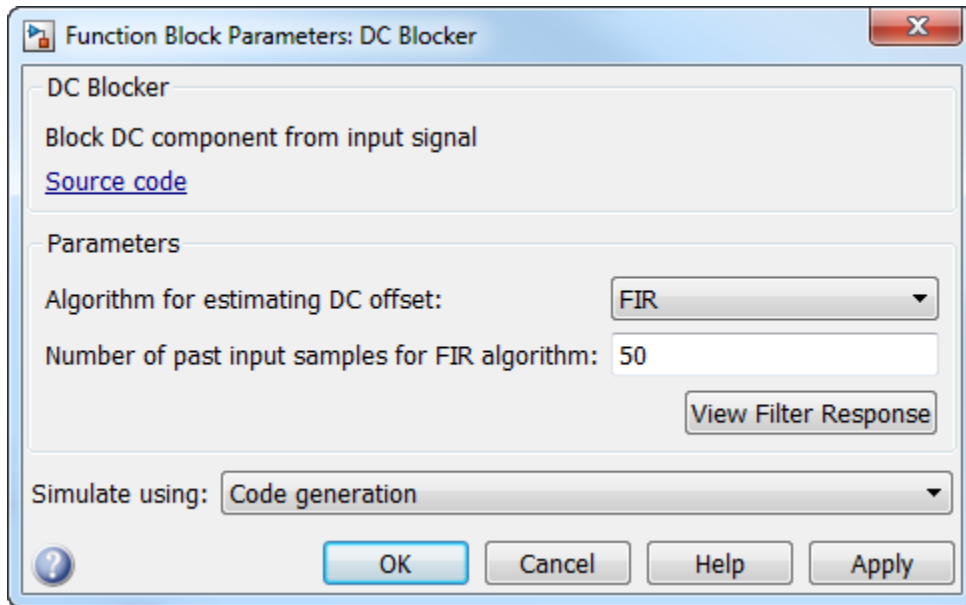 Function Block Parameters: DC Blocker
DC Blocker
Block DC component from input signal
Source code
Parameters
Algorithm for estimating DC offset: FIR
Number of past input samples for FIR algorithm: 50
View Filter Response
Simulate using: Code generation
? OK Cancel Help Apply